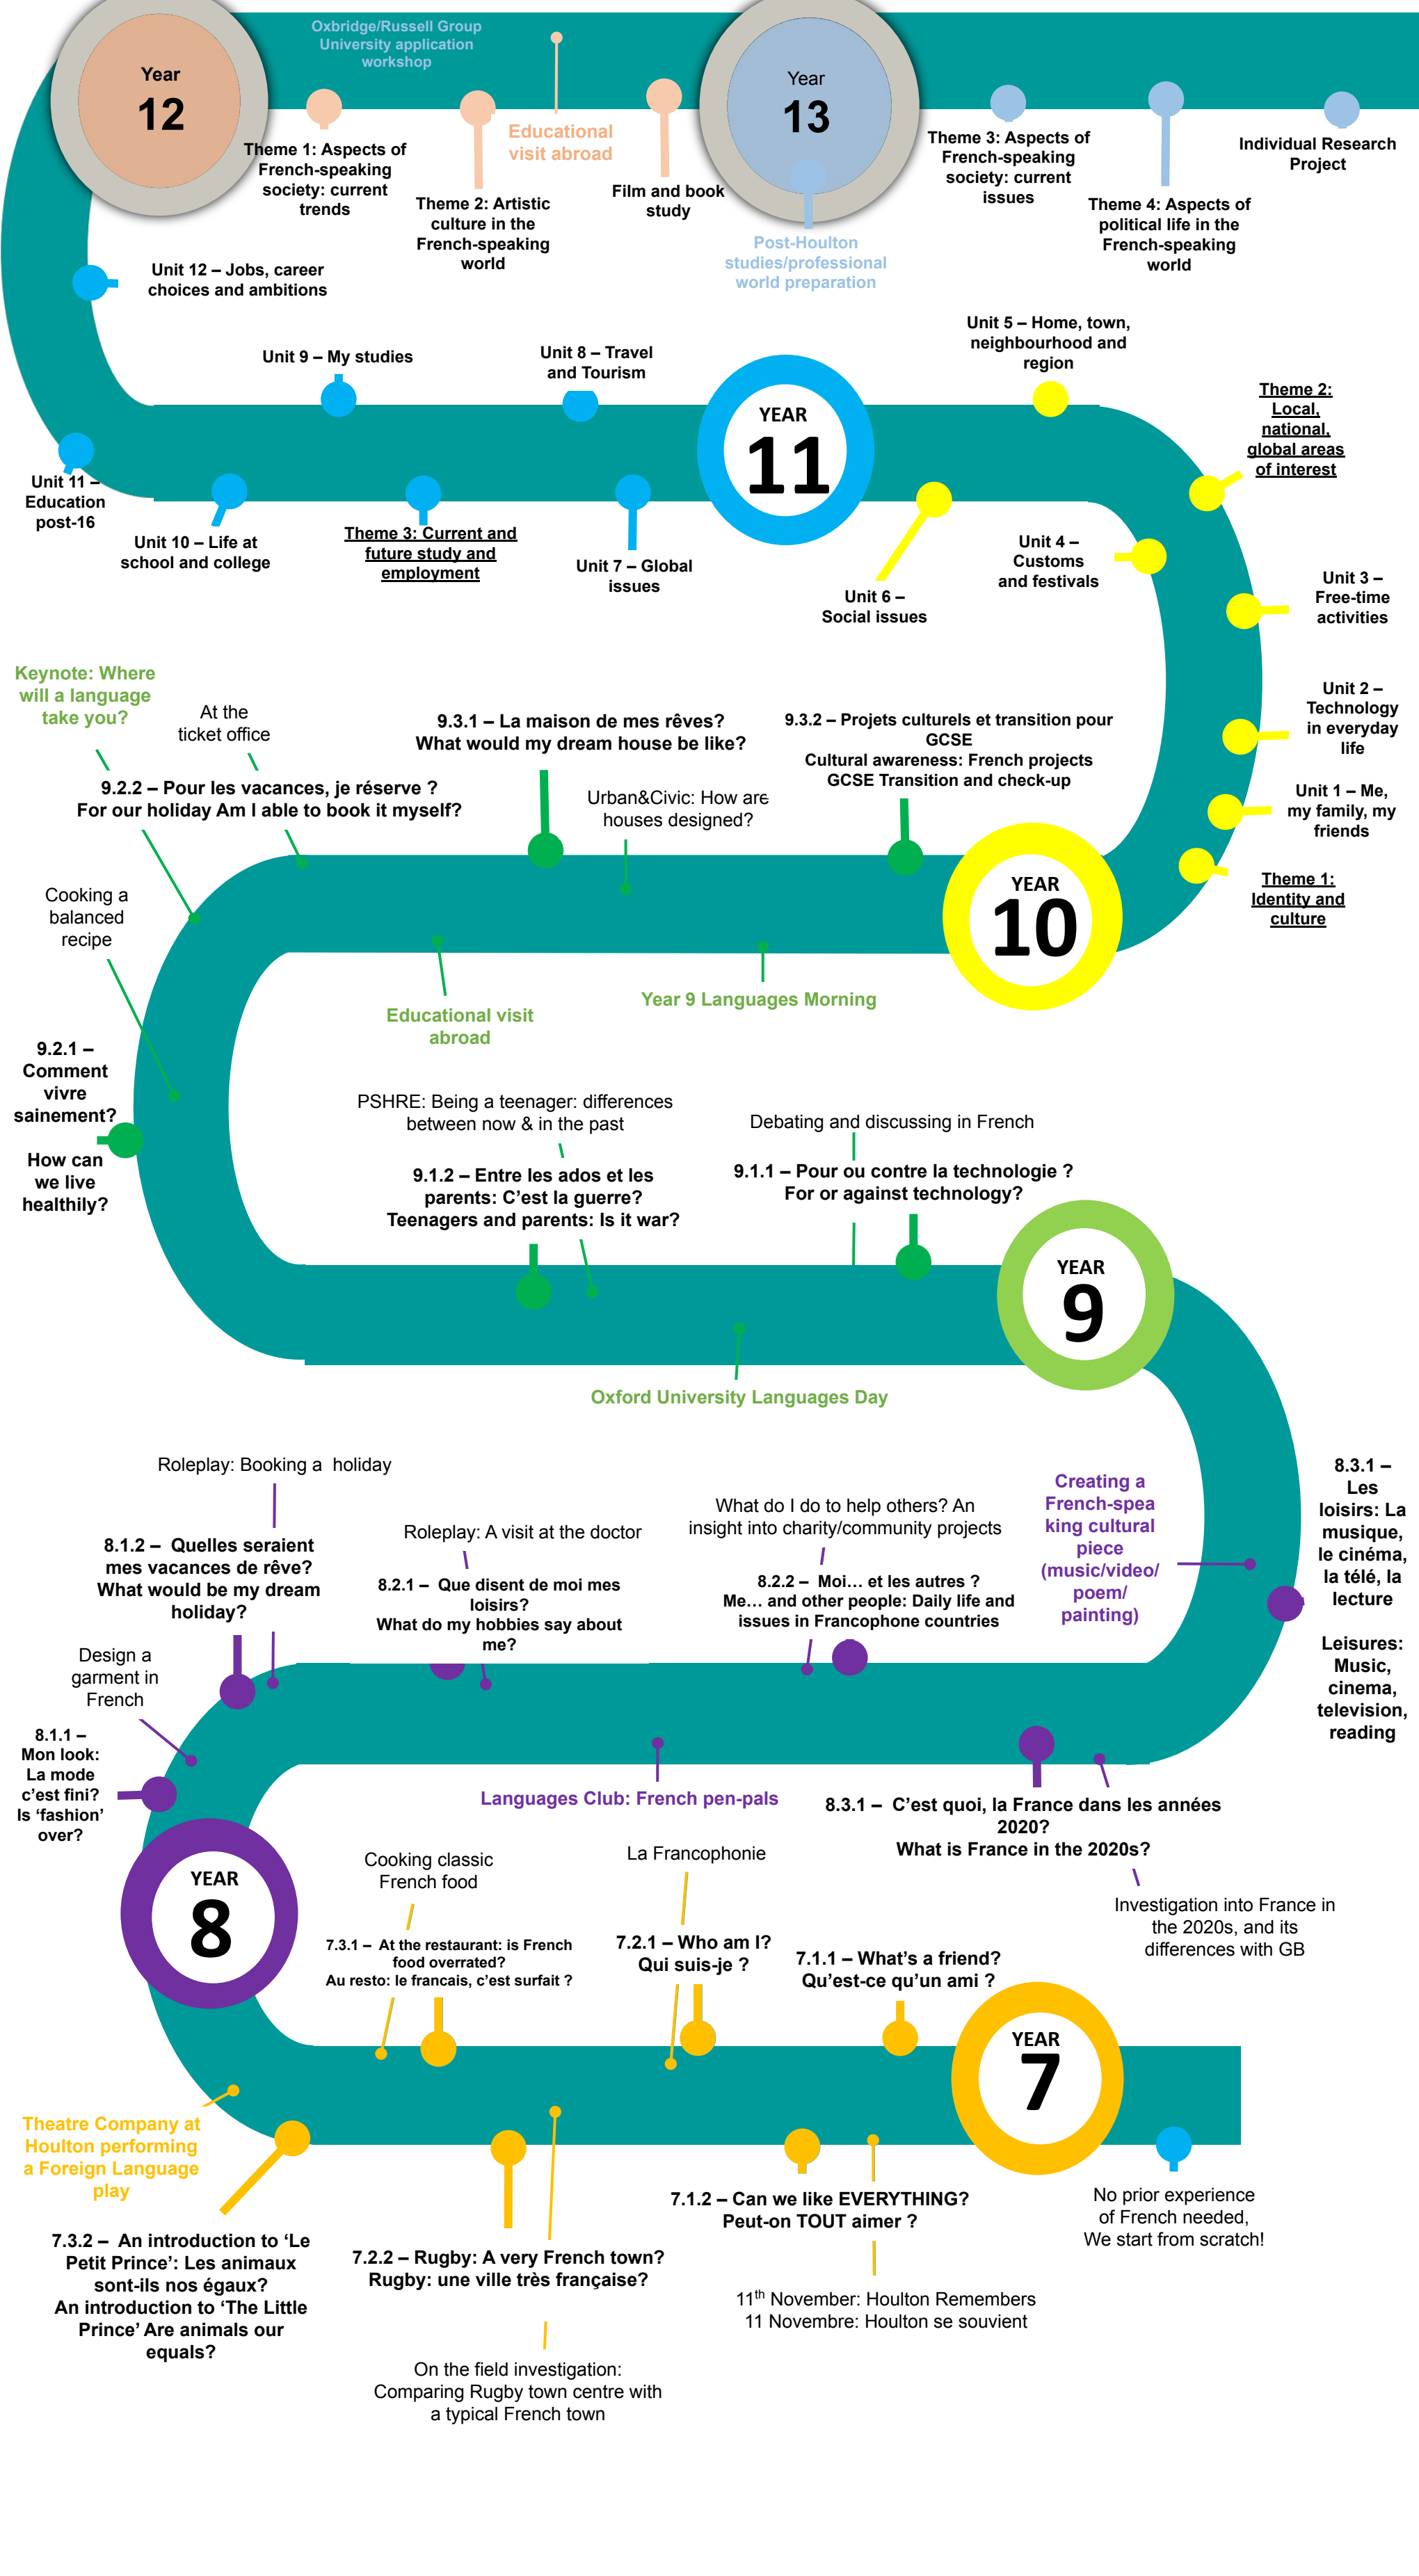 Oxbridge/Russell Group
University application
workshop
Year
12
Year
13
Theme 1: Aspects of
French-speaking
society: current
trends
Theme 2: Artistic
culture in the
French-speaking
world
Educational
visit abroad
Film and book
study
Post-Houlton
studies/professional
world preparation
Theme 3: Aspects of
French-speaking
society: current
issues
Theme 4: Aspects of
political life in the
French-speaking
world
Individual Research
Project
Unit 12 – Jobs, career
choices and ambitions
Unit 9 – My studies
Unit 8 – Travel
and Tourism
Unit 5 – Home, town,
neighbourhood and
region
Theme 2:
Local,
national,
global areas
of interest
YEAR
11
Unit 11 –
Education
post-16
Unit 10 – Life at
school and college
Theme 3: Current and
future study and
employment
Unit 7 – Global
issues
Unit 6 –
Social issues
Unit 4 –
Customs
and festivals
Unit 3 –
Free-time
activities
Unit 2 –
Technology
in everyday
life
Unit 1 – Me,
my family, my
friends
Theme 1:
Identity and
culture
Keynote: Where
will a language
take you?
At the
ticket office
9.2.2 – Pour les vacances, je réserve ?
For our holiday Am I able to book it myself?
9.3.1 – La maison de mes rêves?
What would my dream house be like?
Urban&Civic: How are
houses designed?
9.3.2 – Projets culturels et transition pour
GCSE
Cultural awareness: French projects
GCSE Transition and check-up
YEAR
10
Cooking a
balanced
recipe
Educational visit
abroad
Year 9 Languages Morning
9.2.1 –
Comment
vivre
sainement?
How can
we live
healthily?
PSHRE: Being a teenager: differences
between now & in the past
9.1.2 – Entre les ados et les
parents: C’est la guerre?
Teenagers and parents: Is it war?
Debating and discussing in French
9.1.1 – Pour ou contre la technologie ?
For or against technology?
YEAR
9
Oxford University Languages Day
Roleplay: Booking a  holiday
8.1.2 –  Quelles seraient
mes vacances de rêve?
What would be my dream
holiday?
Roleplay: A visit at the doctor
8.2.1 –  Que disent de moi mes
loisirs?
What do my hobbies say about
me?
What do I do to help others? An
insight into charity/community projects
8.2.2 – Moi… et les autres ?
Me… and other people: Daily life and
issues in Francophone countries
Creating a
French-spea
king cultural
piece
(music/video/
poem/
painting)
8.3.1 –
Les
loisirs: La
musique,
le cinéma,
la télé, la
lecture
Leisures:
Music,
cinema,
television,
reading
Design a
garment in
French
8.1.1 –
Mon look:
La mode
c’est fini?
Is ‘fashion’
over?
Languages Club: French pen-pals
8.3.1 –  C’est quoi, la France dans les années
2020?
What is France in the 2020s?
Investigation into France in
the 2020s, and its
differences with GB
YEAR
8
Cooking classic
French food
7.3.1 –  At the restaurant: is French
food overrated?
Au resto: le francais, c’est surfait ?
La Francophonie
7.2.1 – Who am I?
Qui suis-je ?
7.1.1 – What’s a friend?
Qu’est-ce qu’un ami ?
YEAR
7
Theatre Company at
Houlton performing
a Foreign Language
play
7.3.2 –  An introduction to ‘Le
Petit Prince’: Les animaux
sont-ils nos égaux?
An introduction to ‘The Little
Prince’ Are animals our
equals?
7.2.2 – Rugby: A very French town?
Rugby: une ville très française?
On the field investigation:
Comparing Rugby town centre with
a typical French town
7.1.2 – Can we like EVERYTHING?
Peut-on TOUT aimer ?
11th November: Houlton Remembers
11 Novembre: Houlton se souvient
No prior experience
of French needed,
We start from scratch!